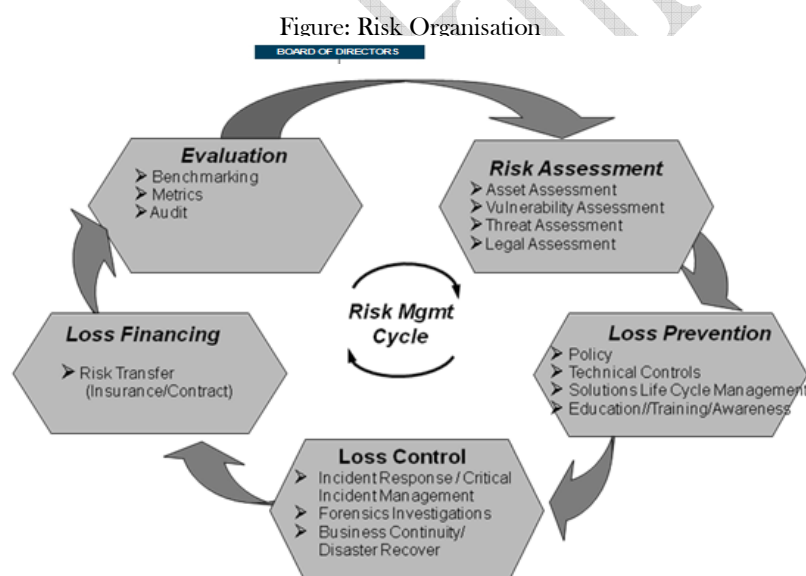 Figure: Risk Organisation
BOARD OF DIRECTORS
Evaluation
➢ Benchmarking
➢ Metrics
➢ Audit
Risk Assessment
➢ Asset Assessment
➢ Vulnerability Assessment
➢ Threat Assessment
➢ Legal Assessment
Risk Mgmt
Cycle
Loss Financing
➢ Risk Transfer
(Insurance/Contract)
Loss Prevention
➢ Policy
➢ Technical Controls
➢ Solutions Life Cycle Management
➢ Education//Training/Awareness
Loss Control
➢ Incident Response / Critical
Incident Management
➢ Forensics Investigations
➢ Business Continuity/
Disaster Recover